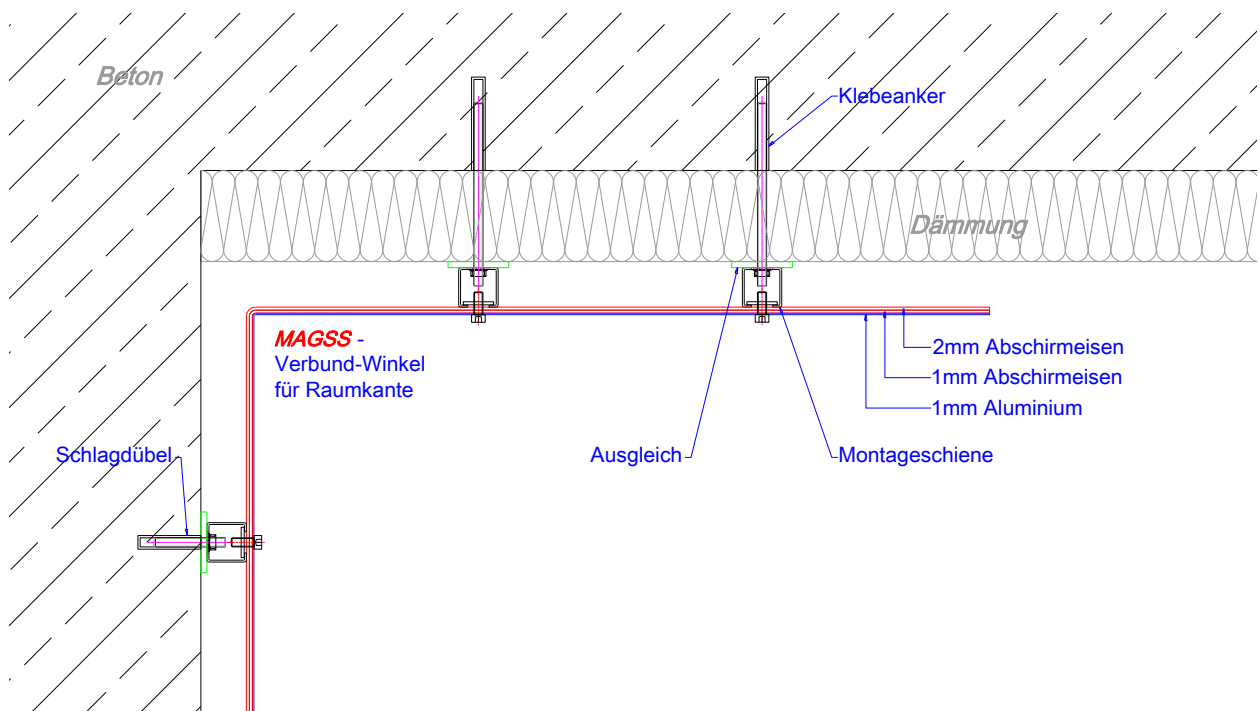 Beton
Klebeanker
Dämmung
MAGSS -
Verbund-Winkel
für Raumkante
2mm Abschirmeisen
1mm Abschirmeisen
1mm Aluminium
Schlagdübel
Ausgleich
Montageschiene